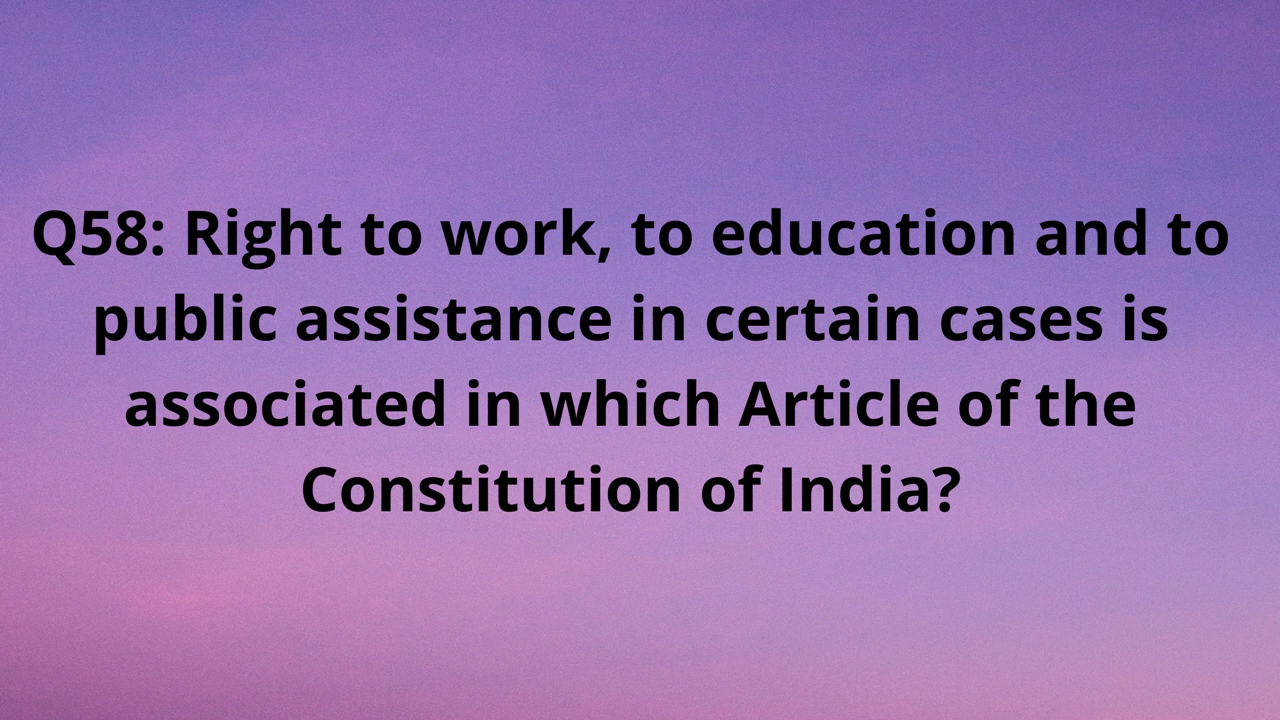 Q58: Right to work, to education and to
public assistance in certain cases is
associated in which Article of the
Constitution of India?